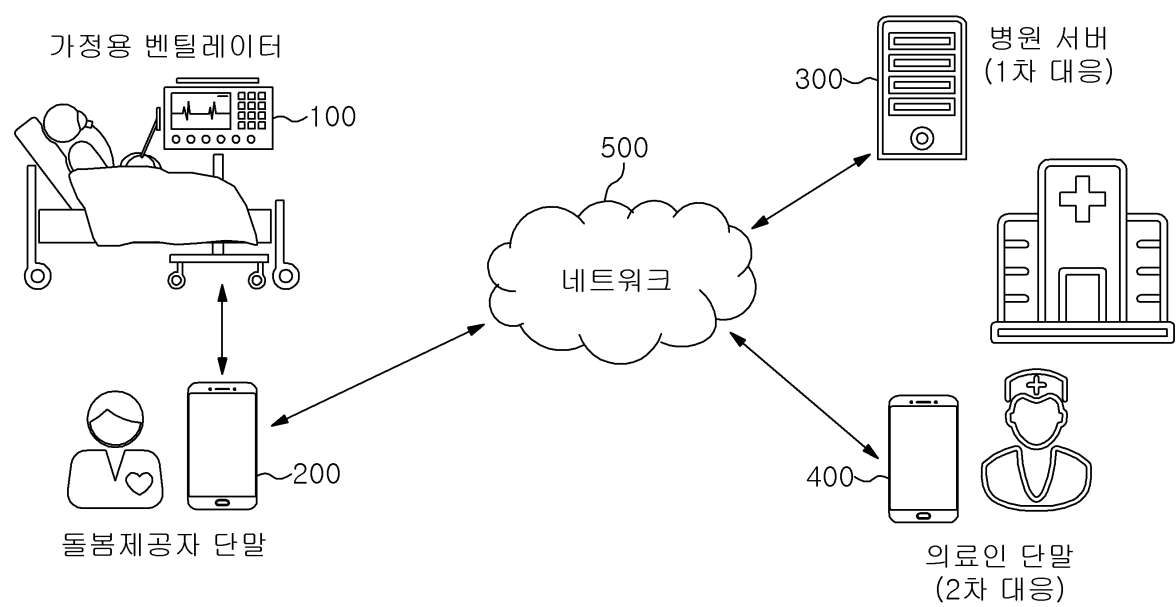 가정용 벤틸레이터
100
300
병원 서버
(1차 대응)
500
네트워크
200
돌봄제공자 단말
400
의료인 단말
(2차 대응)